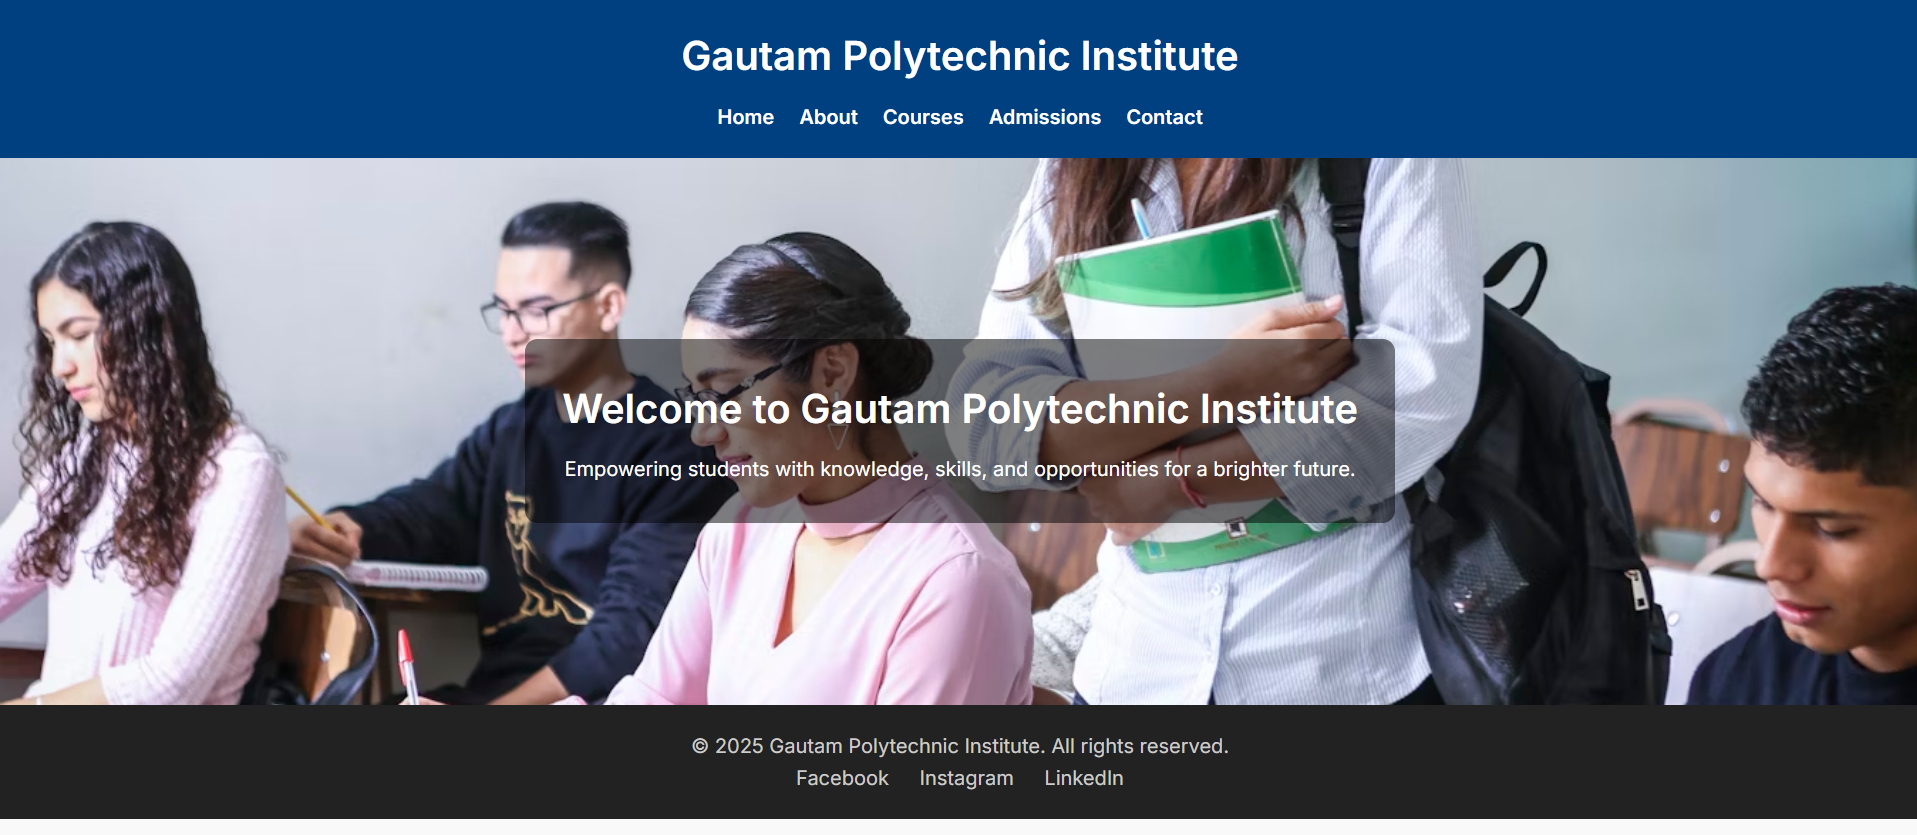 Gautam Polytechnic Institute
Home About Courses Admissions Contact
Welcome to Gautam Polytechnic Institute
Empowering students with knowledge, skills, and opportunities for a brighter future.
© 2025 Gautam Polytechnic Institute. All rights reserved.
Facebook Instagram LinkedIn